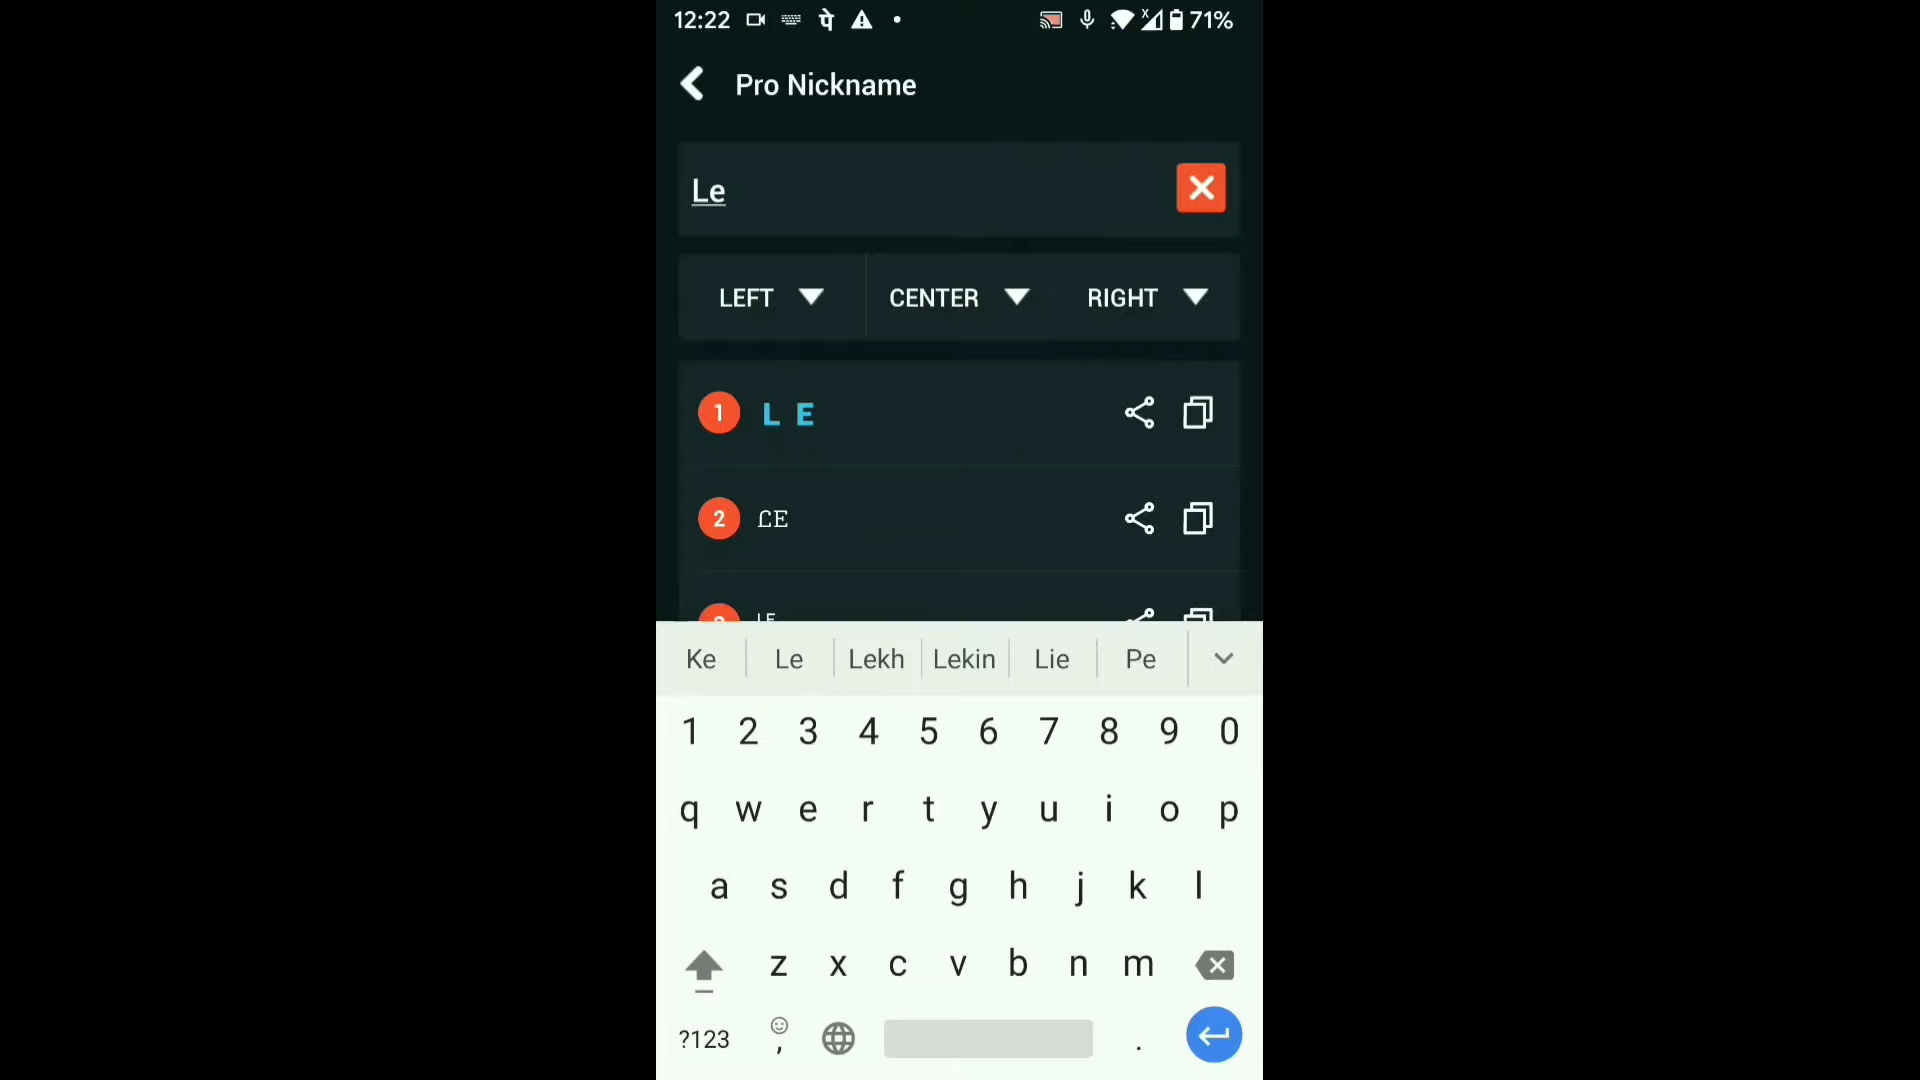 12:22 पे 71%
Pro Nickname
Le
LEFT CENTER RIGHT
1 L E
2 £E
Ke Le Lekh Lekin Lie Pe
1 2 3 4 5 6 7 8 9 0
q w e r t y u i o p
a s d f g h j k l
z x c v b n m
?123 , .